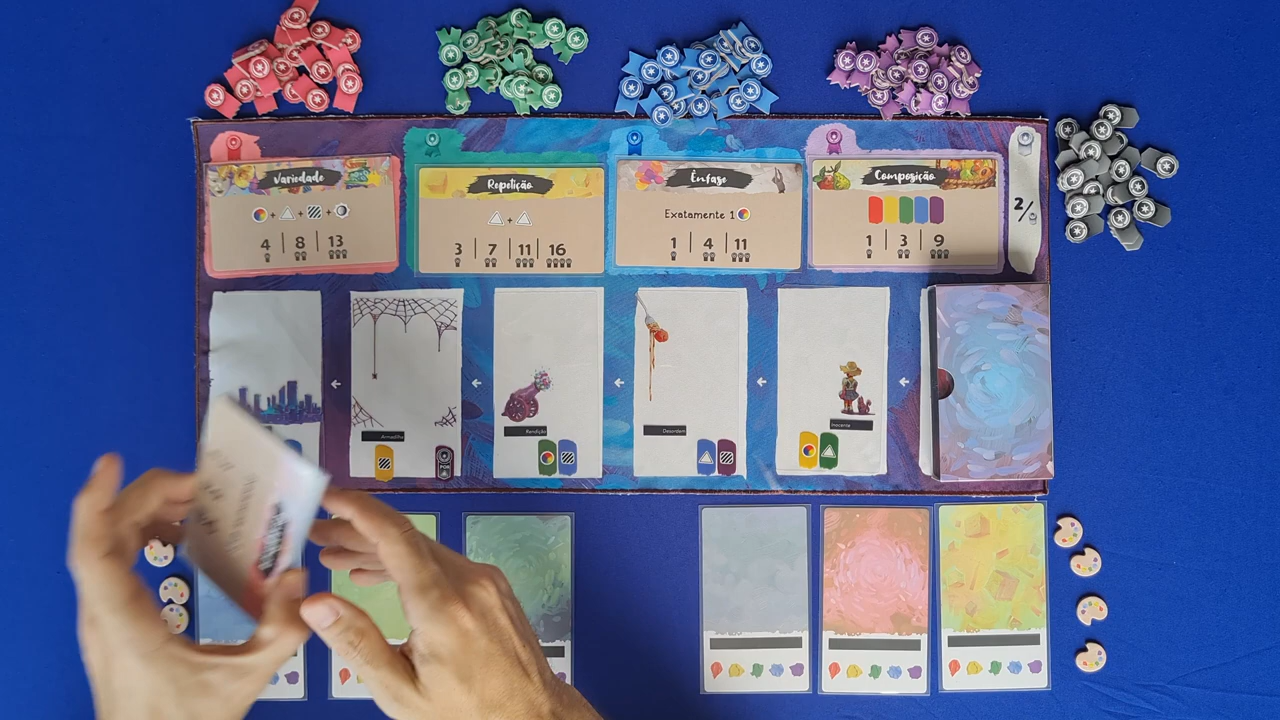 Variedade
+ + +
4 | 8 | 13
Repetição
+
3 | 7 | 11 | 16
Ênfase
Exatamente 1
1 | 4 | 11
Composição
1 | 3 | 9
2/
Armadilha
POR
Rendição
Desordem
Inocente